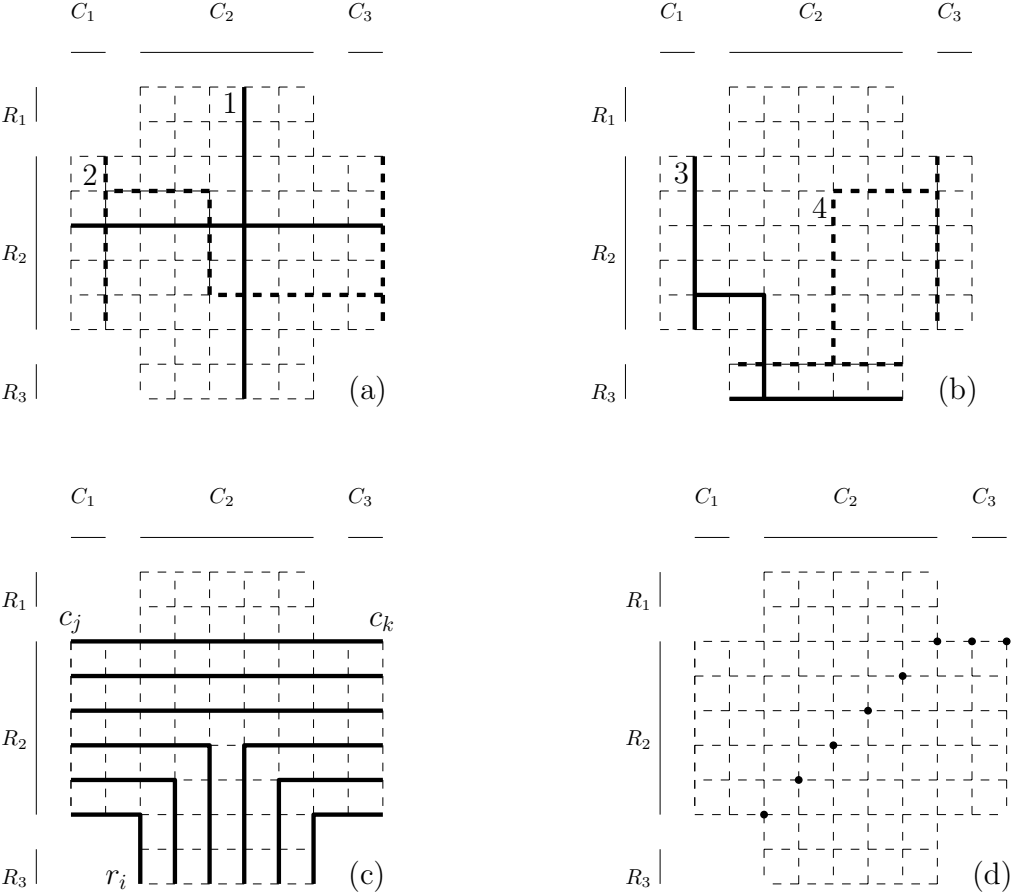 C₁ C₂ C₃ C₁ C₂ C₃
R₁ 1 R₁
2 3
4
R₂ R₂
R₃ (a) R₃ (b)
C₁ C₂ C₃ C₁ C₂ C₃
R₁ R₁
cⱼ cₖ
R₂ R₂
R₃ rᵢ (c) R₃ (d)